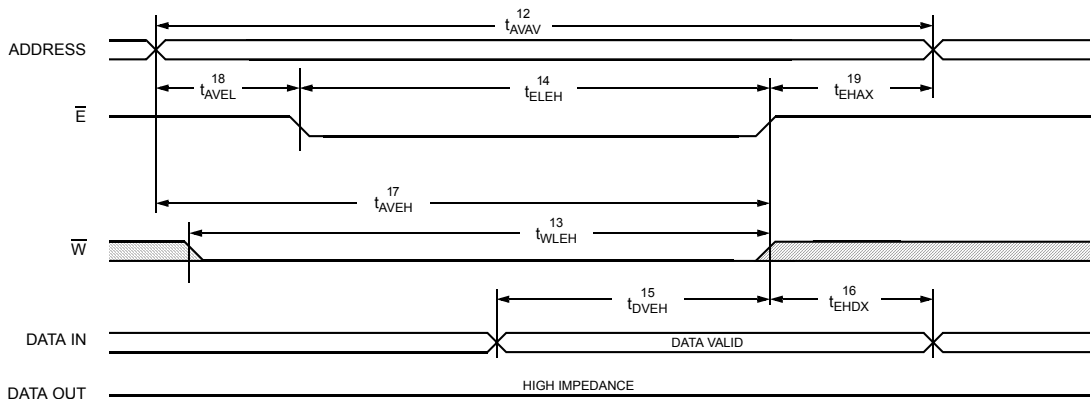 12
tAVAV
ADDRESS
18 14 19
tAVEL tELEH tEHAX
E
17
tAVEH
13
W tWLEH
15 16
tDVEH tEHDX
DATA IN DATA VALID
HIGH IMPEDANCE
DATA OUT